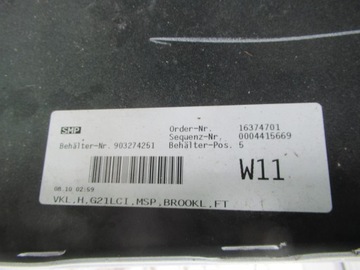 SMP
Order-Nr. 16374701
Sequenz-Nr. 0004415669
Behälter-Nr. 903274251 Behälter-Pos. 5
W11
08.10 02:59
VKL.H.G21LCI.MSP.BROOKL.FT